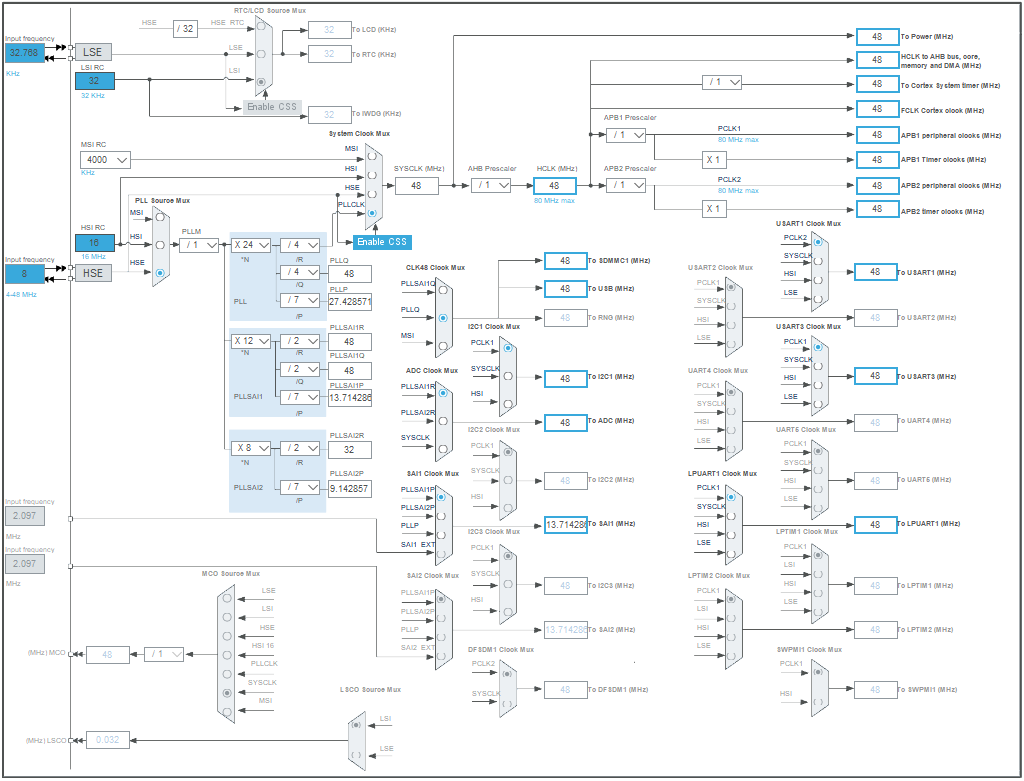 RTC/LCD Source Mux
HSE
/ 32
HSE_RTC
32
To LCD (KHz)
Input frequency
32.768
KHz
LSE
LSE
32
To RTC (KHz)
LSI RC
32
32 KHz
LSI
Enable CSS
32
To IWDG (KHz)
48
To Power (MHz)
48
HCLK to AHB bus, core,
memory and DMA (MHz)
/ 1
48
To Cortex System timer (MHz)
48
FCLK Cortex clock (MHz)
System Clock Mux
MSI RC
4000
KHz
MSI
HSI
HSE
PLLCLK
Enable CSS
SYSCLK (MHz)
48
AHB Prescaler
/ 1
HCLK (MHz)
48
80 MHz max
APB1 Prescaler
/ 1
PCLK1
80 MHz max
48
APB1 peripheral clocks (MHz)
X 1
48
APB1 Timer clocks (MHz)
APB2 Prescaler
/ 1
PCLK2
80 MHz max
48
APB2 peripheral clocks (MHz)
X 1
48
APB2 timer clocks (MHz)
PLL Source Mux
MSI
HSI
HSE
HSI RC
16
16 MHz
Input frequency
8
4-48 MHz
HSE
PLLM
/ 1
X 24
*N
/ 4
/R
PLLQ
/ 4
48
/Q
PLLP
/ 7
27.428571
/P
PLL
X 12
*N
/ 2
/R
PLLSAI1R
48
/ 2
/Q
PLLSAI1Q
48
/ 7
/P
PLLSAI1P
13.714286
PLLSAI1
X 8
*N
/ 2
/R
PLLSAI2R
32
PLLSAI2
/ 7
/P
PLLSAI2P
9.142857
CLK48 Clock Mux
PLLSAI1Q
PLLQ
MSI
48
To SDMMC1 (MHz)
48
To USB (MHz)
48
To RNG (MHz)
ADC Clock Mux
PLLSAI1R
PLLSAI2R
SYSCLK
48
To ADC (MHz)
I2C1 Clock Mux
PCLK1
SYSCLK
HSI
48
To I2C1 (MHz)
I2C2 Clock Mux
PCLK1
SYSCLK
HSI
48
To I2C2 (MHz)
SAI1 Clock Mux
PLLSAI1P
PLLSAI2P
PLLP
SAI1_EXT
13.714286
To SAI1 (MHz)
I2C3 Clock Mux
PCLK1
SYSCLK
HSI
48
To I2C3 (MHz)
SAI2 Clock Mux
PLLSAI1P
PLLSAI2P
PLLP
SAI2_EXT
13.714286
To SAI2 (MHz)
DFSDM1 Clock Mux
PCLK2
SYSCLK
48
To DFSDM1 (MHz)
USART1 Clock Mux
PCLK2
SYSCLK
HSI
LSE
48
To USART1 (MHz)
USART2 Clock Mux
PCLK1
SYSCLK
HSI
LSE
48
To USART2 (MHz)
USART3 Clock Mux
PCLK1
SYSCLK
HSI
LSE
48
To USART3 (MHz)
UART4 Clock Mux
PCLK1
SYSCLK
HSI
LSE
48
To UART4 (MHz)
UART5 Clock Mux
PCLK1
SYSCLK
HSI
LSE
48
To UART5 (MHz)
LPUART1 Clock Mux
PCLK1
SYSCLK
HSI
LSE
48
To LPUART1 (MHz)
LPTIM1 Clock Mux
PCLK1
LSI
HSI
LSE
48
To LPTIM1 (MHz)
LPTIM2 Clock Mux
PCLK1
LSI
HSI
LSE
48
To LPTIM2 (MHz)
SWPMI1 Clock Mux
PCLK1
HSI
48
To SWPMI1 (MHz)
Input frequency
2.097
MHz
Input frequency
2.097
MHz
MCO Source Mux
LSE
LSI
HSE
HSI 16
PLLCLK
SYSCLK
MSI
(MHz) MCO
48
/ 1
LSCO Source Mux
LSI
LSE
(MHz) LSCO
0.032